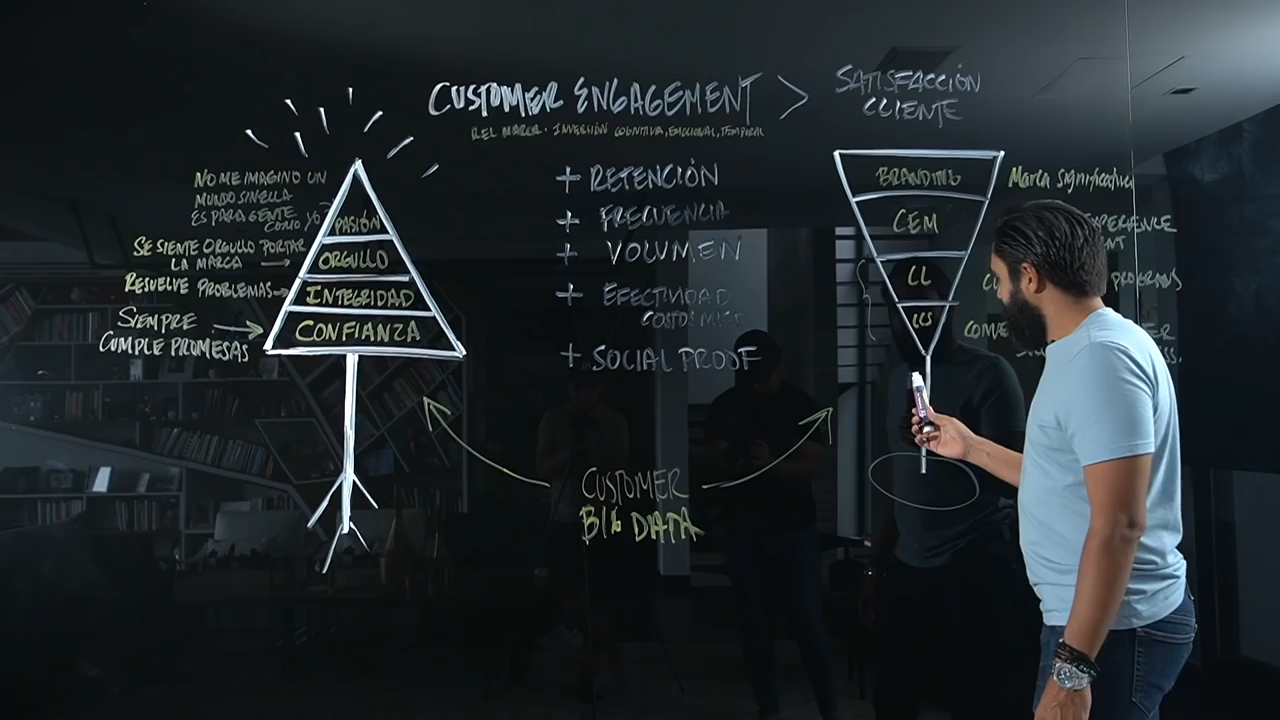 CUSTOMER ENGAGEMENT >
REL MARCA. INVERSIÓN COGNITIVA, EMOCIONAL, TEMPORAL
SATISFACCIÓN
CLIENTE
NO ME IMAGINO UN
MUNDO SIN ELLA
ES PARA GENTE
COMO YO
SE SIENTE ORGULLO PORTAR
LA MARCA
RESUELVE PROBLEMAS
SIEMPRE
CUMPLE PROMESAS
PASIÓN
ORGULLO
INTEGRIDAD
CONFIANZA
+ RETENCIÓN
+ FRECUENCIA
+ VOLUMEN
+ EFECTIVIDAD
+ SOCIAL PROOF
CUSTOMER
BIG DATA
BRANDING
CEM
CL
CCS
Marca significativa